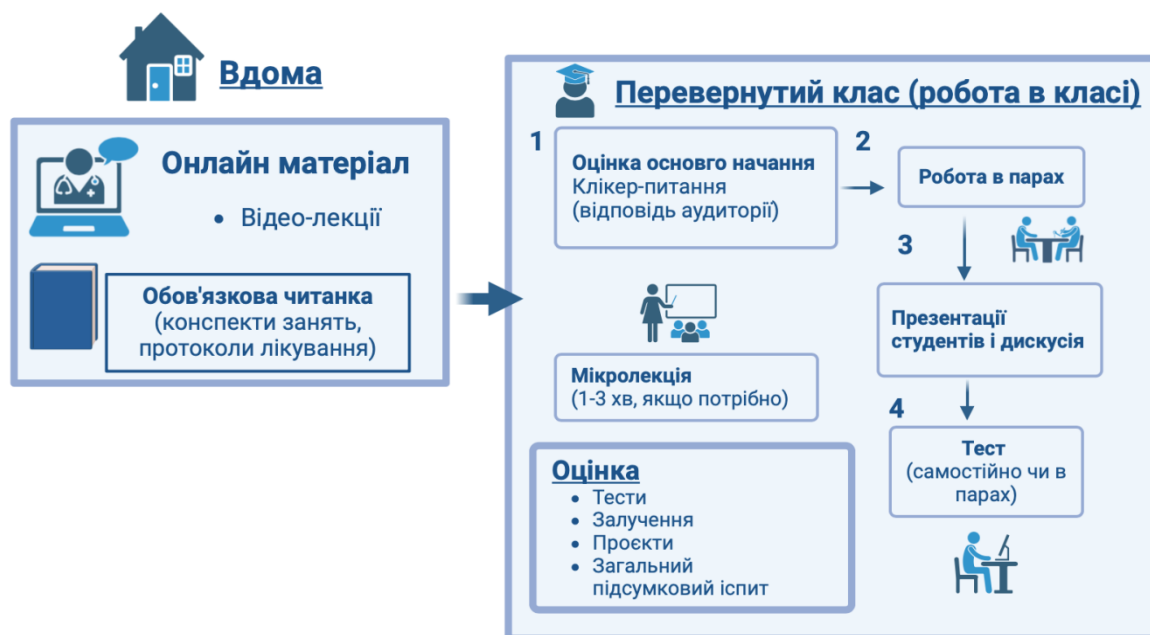 Вдома
Онлайн матеріал
• Відео-лекції
Обов'язкова читанка
(конспекти занять,
протоколи лікування)
Перевернутий клас (робота в класі)
1
Оцінка основго начання
Клікер-питання
(відповідь аудиторії)
2
Робота в парах
3
Презентації
студентів і дискусія
Мікролекція
(1-3 хв, якщо потрібно)
4
Тест
(самостійно чи в
парах)
Оцінка
• Тести
• Залучення
• Проєкти
• Загальний
підсумковий іспит